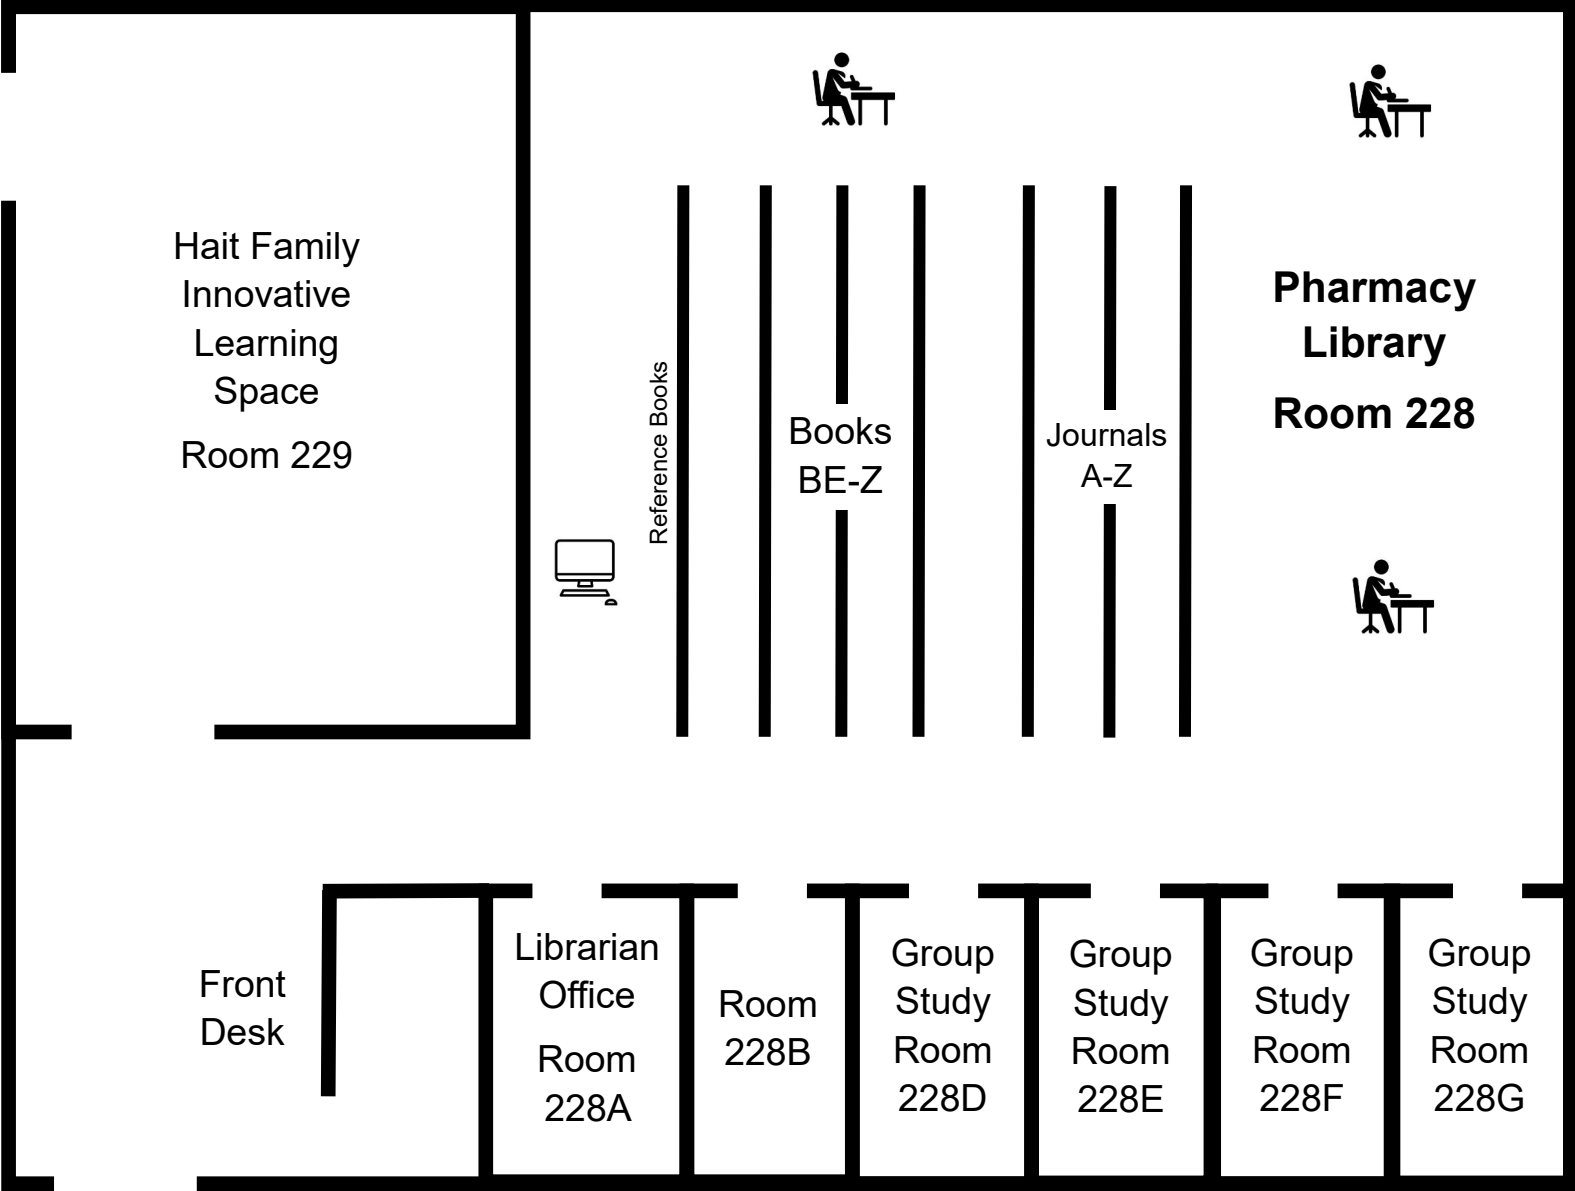 Hait Family
Innovative
Learning
Space
Room 229
Reference Books
Books
BE-Z
Journals
A-Z
Pharmacy
Library
Room 228
Front
Desk
Librarian
Office
Room
228A
Room
228B
Group
Study
Room
228D
Group
Study
Room
228E
Group
Study
Room
228F
Group
Study
Room
228G